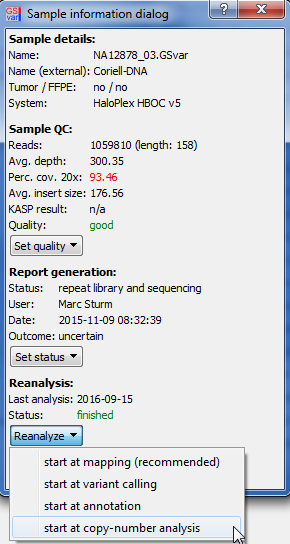 GS
var
Sample information dialog
?
X
Sample details:
Name: NA12878_03.GSvar
Name (external): Coriell-DNA
Tumor / FFPE: no / no
System: HaloPlex HBOC v5
Sample QC:
Reads: 1059810 (length: 158)
Avg. depth: 300.35
Perc. cov. 20x: 93.46
Avg. insert size: 176.56
KASP result: n/a
Quality: good
Set quality
Report generation:
Status: repeat library and sequencing
User: Marc Sturm
Date: 2015-11-09 08:32:39
Outcome: uncertain
Set status
Reanalysis:
Last analysis: 2016-09-15
Status: finished
Reanalyze
start at mapping (recommended)
start at variant calling
start at annotation
start at copy-number analysis